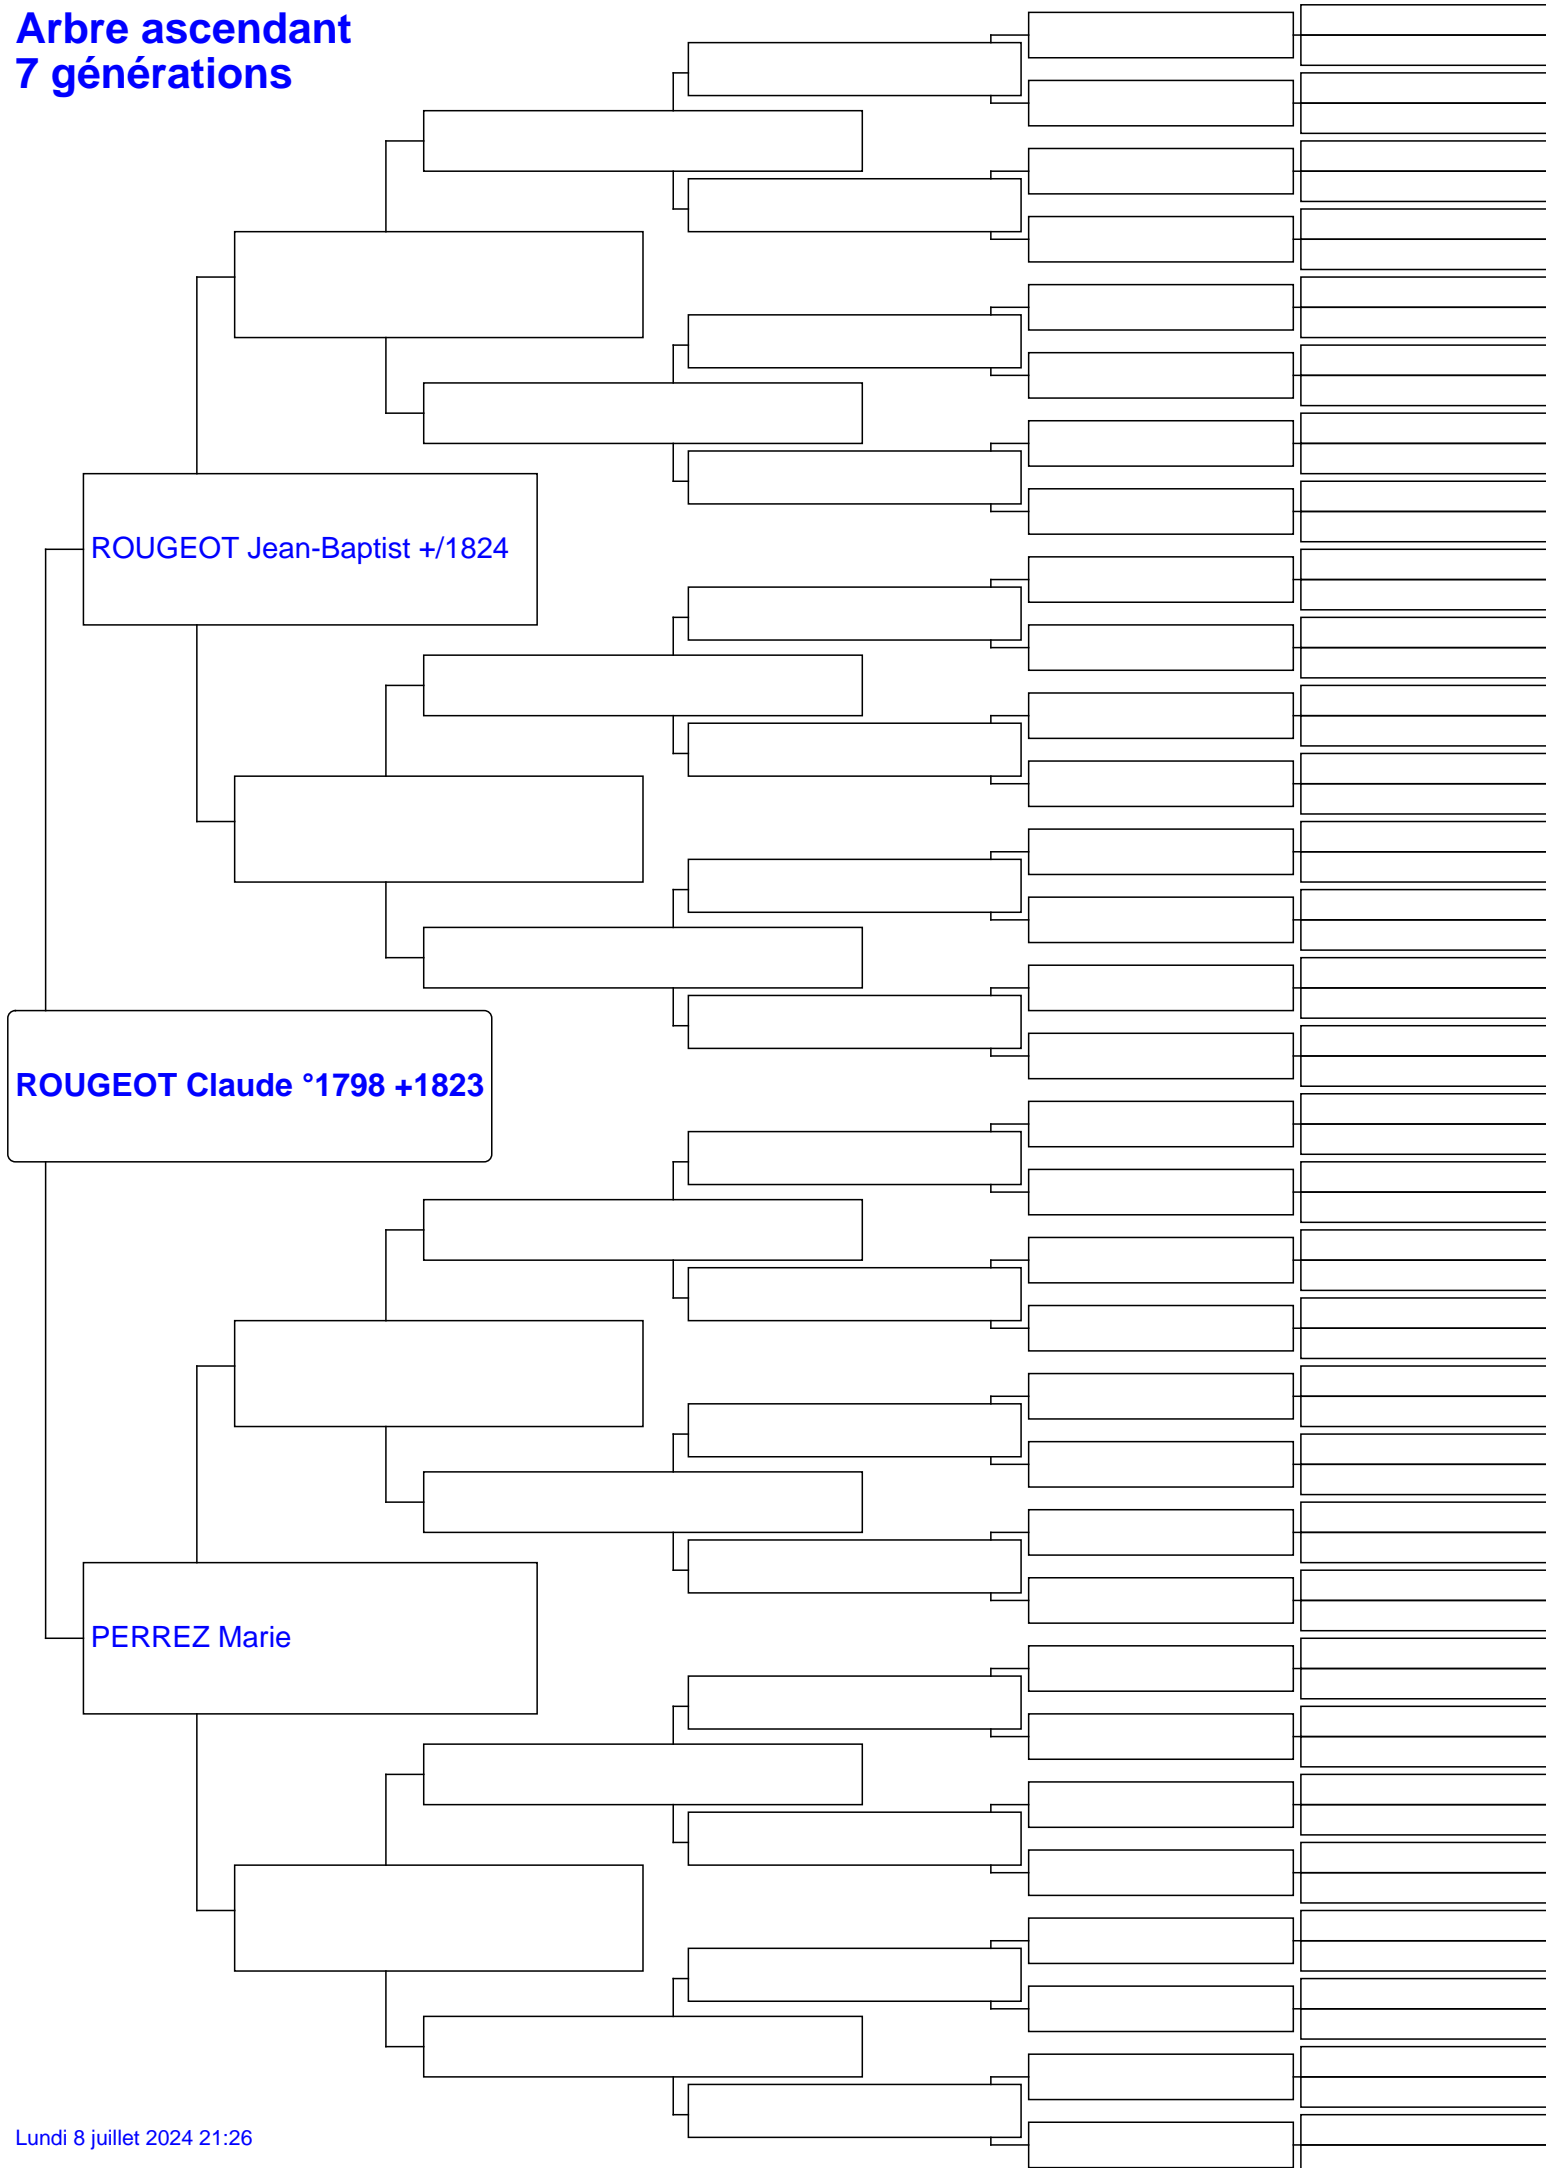 Arbre ascendant
7 générations
ROUGEOT Jean-Baptist +/1824
ROUGEOT Claude °1798 +1823
PERREZ Marie
Lundi 8 juillet 2024 21:26